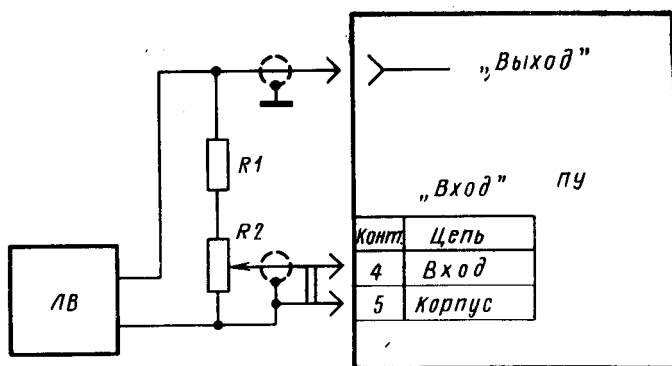 „Выход”
R1
„Вход” ПУ
R2
Конт. Цепь
4 Вход
5 Корпус
ЛВ